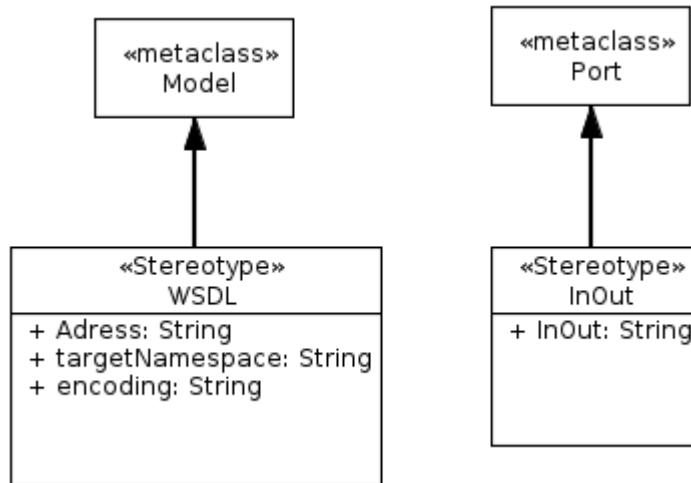 «metaclass»
Model
«Stereotype»
WSDL
+ Adress: String
+ targetNamespace: String
+ encoding: String
«metaclass»
Port
«Stereotype»
InOut
+ InOut: String